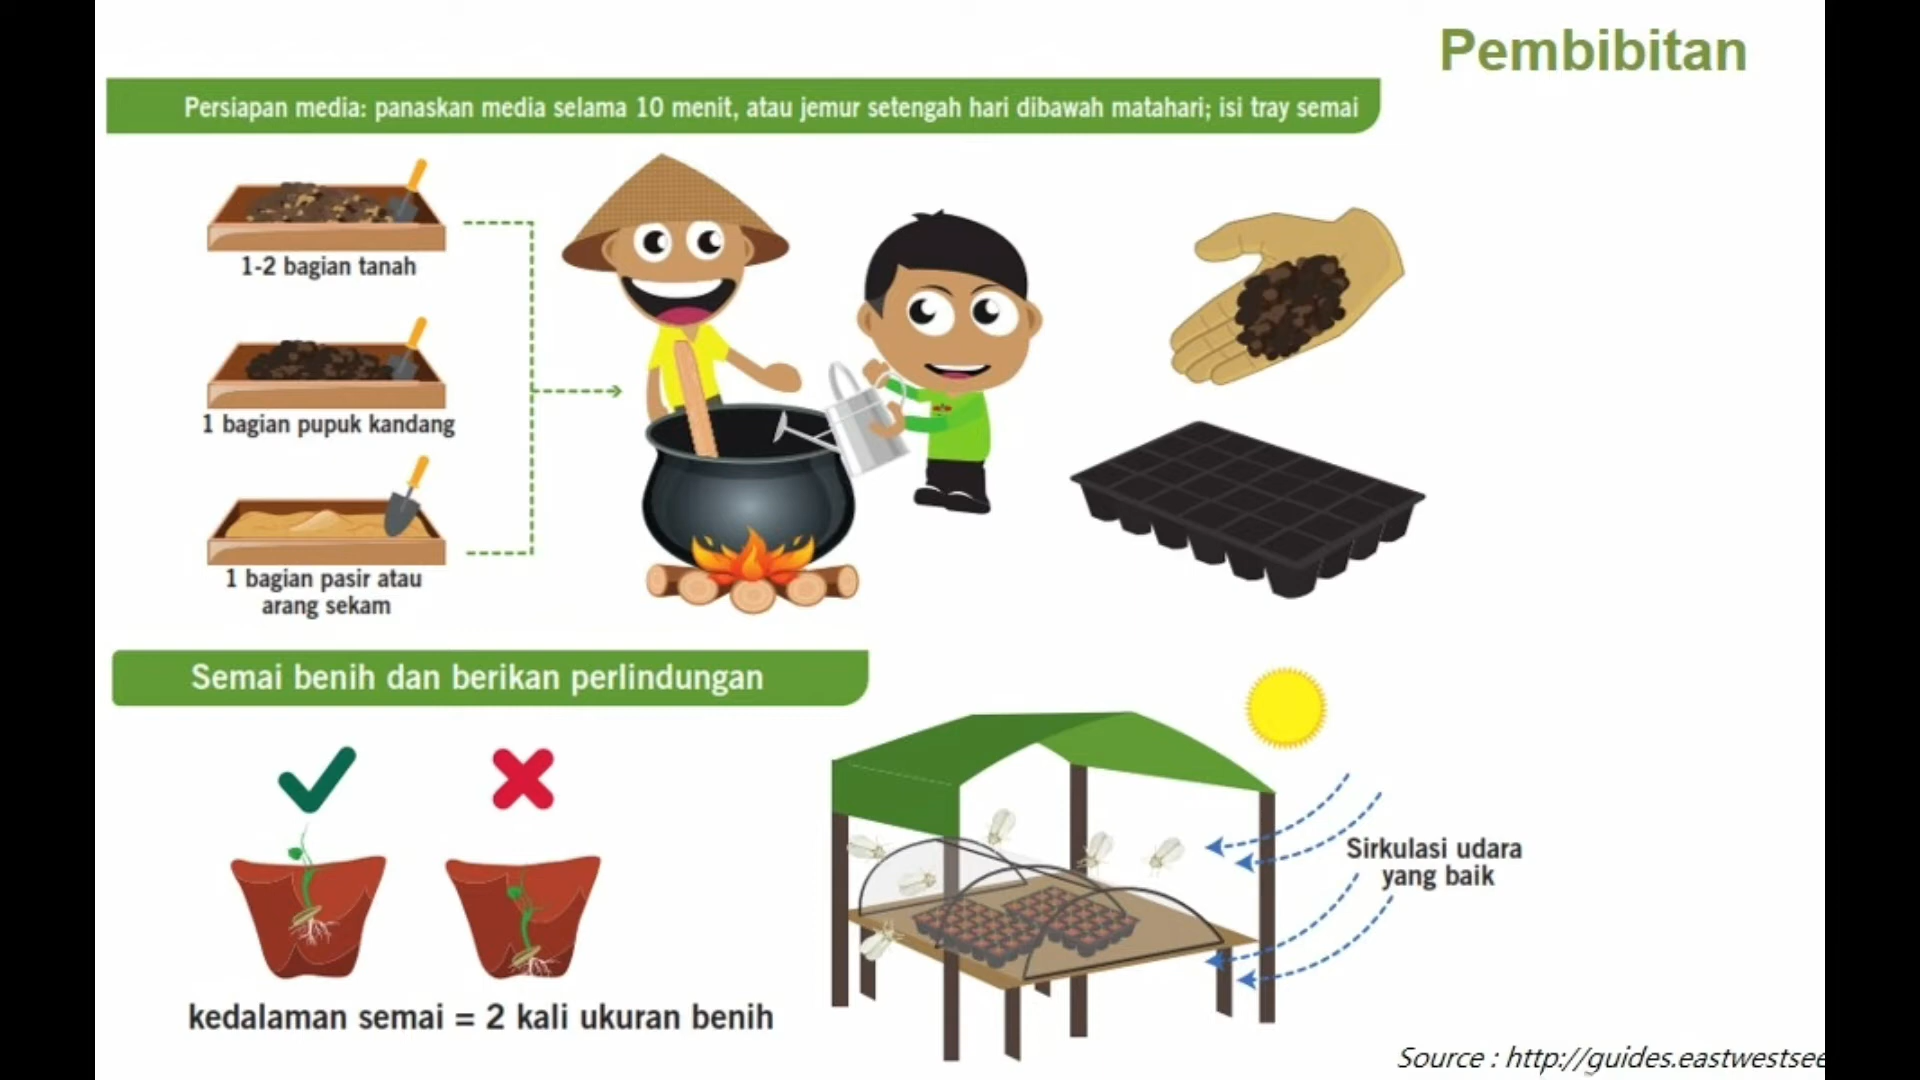 Pembibitan
Persiapan media: panaskan media selama 10 menit, atau jemur setengah hari dibawah matahari; isi tray semai
1-2 bagian tanah
1 bagian pupuk kandang
1 bagian pasir atau
arang sekam
Semai benih dan berikan perlindungan
Sirkulasi udara
yang baik
kedalaman semai = 2 kali ukuran benih
Source : http://guides.eastwestsee